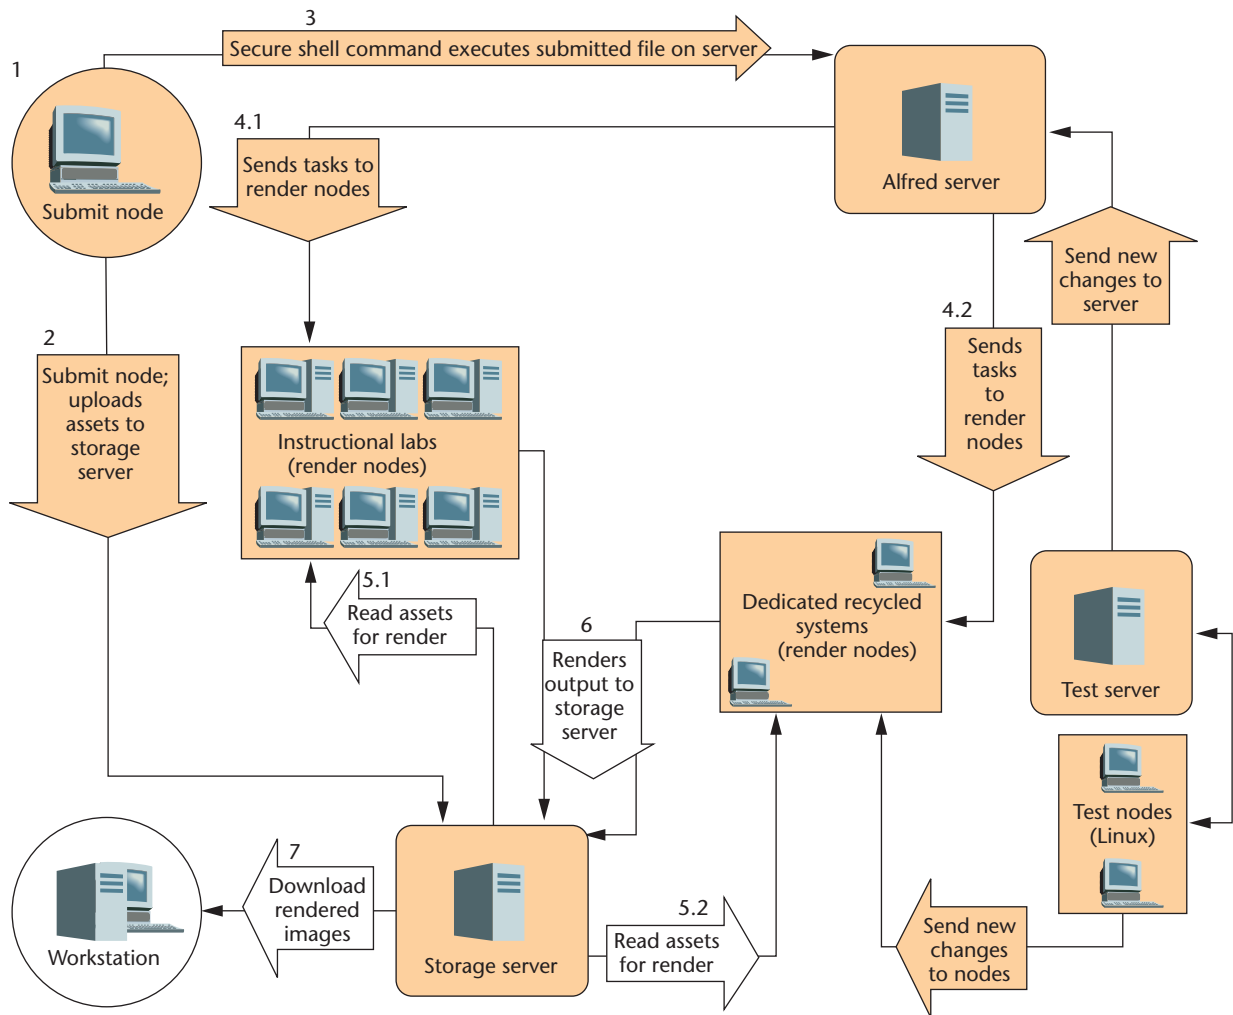 3
Secure shell command executes submitted file on server
1
Submit node
4.1
Sends tasks to
render nodes
Alfred server
Send new
changes to
server
2
Submit node;
uploads
assets to
storage
server
4.2
Sends
tasks
to
render
nodes
Instructional labs
(render nodes)
5.1
Read assets
for render
6
Renders
output to
storage
server
Dedicated recycled
systems
(render nodes)
Test server
Test nodes
(Linux)
7
Download
rendered
images
Workstation
Storage server
5.2
Read assets
for render
Send new
changes
to nodes